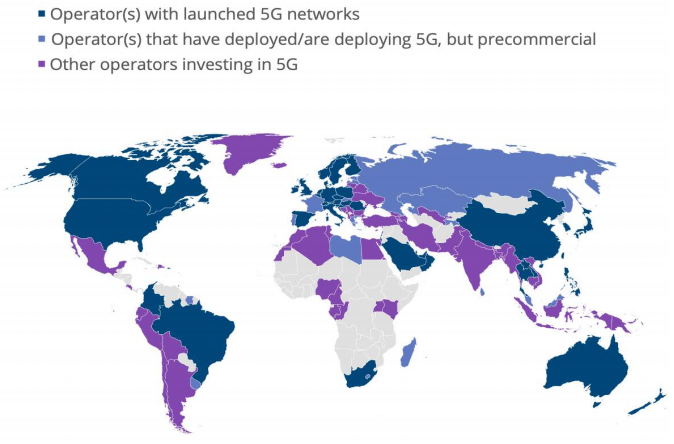 Operator(s) with launched 5G networks
Operator(s) that have deployed/are deploying 5G, but precommercial
Other operators investing in 5G